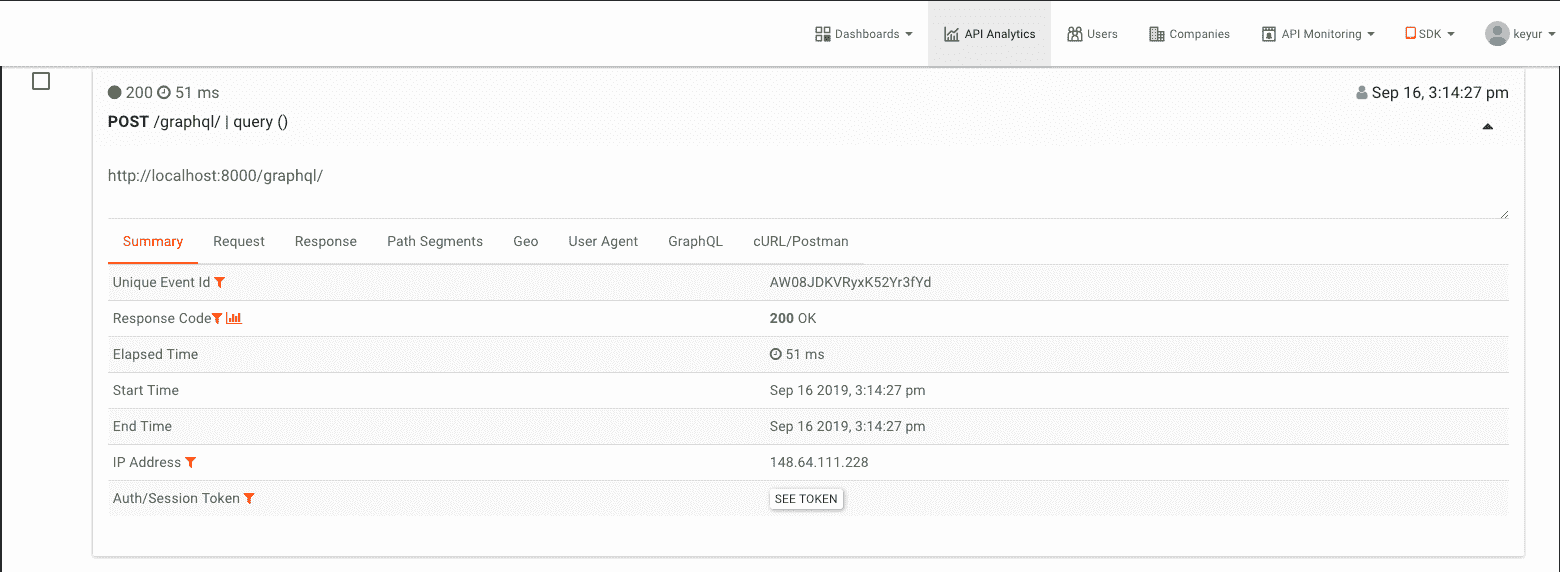 Dashboards API Analytics Users Companies API Monitoring SDK keyur
200 51 ms Sep 16, 3:14:27 pm
POST /graphql/ | query ()
http://localhost:8000/graphql/
Summary Request Response Path Segments Geo User Agent GraphQL cURL/Postman
Unique Event Id AW08JDKVRyxK52Yr3fYd
Response Code 200 OK
Elapsed Time 51 ms
Start Time Sep 16 2019, 3:14:27 pm
End Time Sep 16 2019, 3:14:27 pm
IP Address 148.64.111.228
Auth/Session Token SEE TOKEN